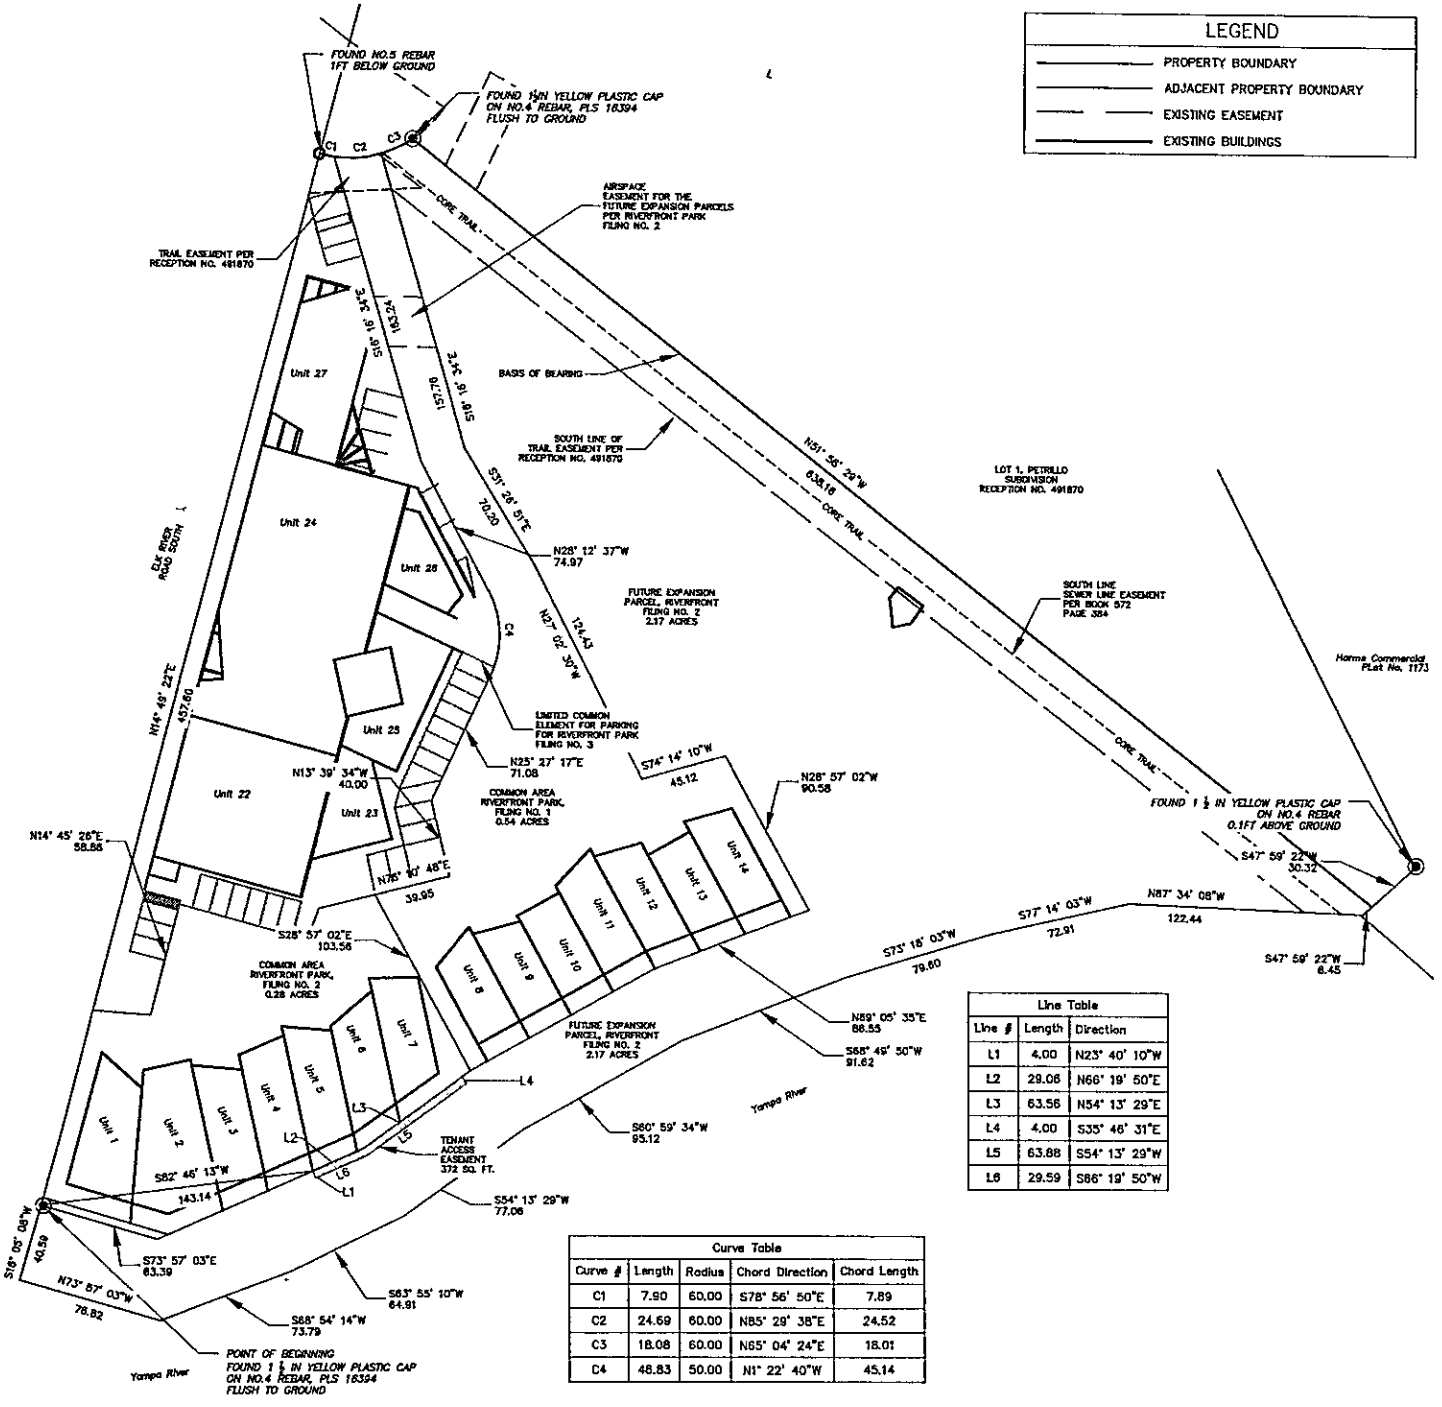 LEGEND
PROPERTY BOUNDARY
ADJACENT PROPERTY BOUNDARY
EXISTING EASEMENT
EXISTING BUILDINGS
FOUND NO.5 REBAR
1FT BELOW GROUND
FOUND 1½IN YELLOW PLASTIC CAP
ON NO.4 REBAR, PLS 16394
FLUSH TO GROUND
C1
C2
C3
AIRSPACE
EASEMENT FOR THE
FUTURE EXPANSION PARCELS
PER RIVERFRONT PARK
FILING NO. 2
CORE TRAIL
TRAIL EASEMENT PER
RECEPTION NO. 491870
S16° 16' 34"E
163.24
S16° 16' 34"E
157.76
Unit 27
BASIS OF BEARING
SOUTH LINE OF
TRAIL EASEMENT PER
RECEPTION NO. 491870
N51° 56' 29"W
638.16
CORE TRAIL
LOT 1, PETRILLO
SUBDIVISION
RECEPTION NO. 491870
S31° 26' 51"E
70.20
Unit 24
ELK RIVER
ROAD SOUTH
N28° 12' 37"W
74.97
Unit 26
FUTURE EXPANSION
PARCEL, RIVERFRONT
FILING NO. 2
2.17 ACRES
SOUTH LINE
SEWER LINE EASEMENT
PER BOOK 572
PAGE 384
C4
124.43
N27° 02' 30"W
Harms Commercial
PLat No. 1173
N14° 49' 22"E
457.60
LIMITED COMMON
ELEMENT FOR PARKING
FOR RIVERFRONT PARK
FILING NO. 3
Unit 25
CORE TRAIL
N25° 27' 17"E
71.08
S74° 14' 10"W
45.12
N28° 57' 02"W
90.58
N13° 39' 34"W
40.00
Unit 22
Unit 23
COMMON AREA
RIVERFRONT PARK,
FILING NO. 1
0.54 ACRES
FOUND 1 ½ IN YELLOW PLASTIC CAP
ON NO.4 REBAR
0.1FT ABOVE GROUND
N14° 45' 26"E
58.88
S47° 59' 22"W
30.32
Unit 14
Unit 13
Unit 12
Unit 11
Unit 10
Unit 9
Unit 8
39.95
N87° 34' 08"W
122.44
S77° 14' 03"W
72.91
S73° 18' 03"W
79.60
S28° 57' 02"E
103.56
S47° 59' 22"W
6.45
COMMON AREA
RIVERFRONT PARK,
FILING NO. 2
0.28 ACRES
N69° 05' 35"E
88.55
FUTURE EXPANSION
PARCEL, RIVERFRONT
FILING NO. 2
2.17 ACRES
S68° 49' 50"W
91.62
Line Table
Line # Length Direction
L1 4.00 N23° 40' 10"W
L2 29.06 N66° 19' 50"E
L3 63.56 N54° 13' 29"E
L4 4.00 S35° 46' 31"E
L5 63.88 S54° 13' 29"W
L6 29.59 S66° 19' 50"W
Unit 7
Unit 6
Unit 5
Unit 4
Unit 3
Unit 2
Unit 1
L4
L3
L5
L2
L6
L1
Yampa River
S60° 59' 34"W
95.12
TENANT
ACCESS
EASEMENT
372 SQ. FT.
S82° 46' 13"W
143.14
S54° 13' 29"W
77.06
S16° 05' 08"W
40.59
S73° 57' 03"E
63.39
N73° 57' 03"W
76.82
S63° 55' 10"W
64.91
S68° 54' 14"W
73.79
Curve Table
Curve # Length Radius Chord Direction Chord Length
C1 7.90 60.00 S78° 56' 50"E 7.89
C2 24.69 60.00 N85° 29' 38"E 24.52
C3 18.08 60.00 N65° 04' 24"E 18.01
C4 46.83 50.00 N1° 22' 40"W 45.14
Yampa River
POINT OF BEGINNING
FOUND 1 ½ IN YELLOW PLASTIC CAP
ON NO.4 REBAR, PLS 16394
FLUSH TO GROUND